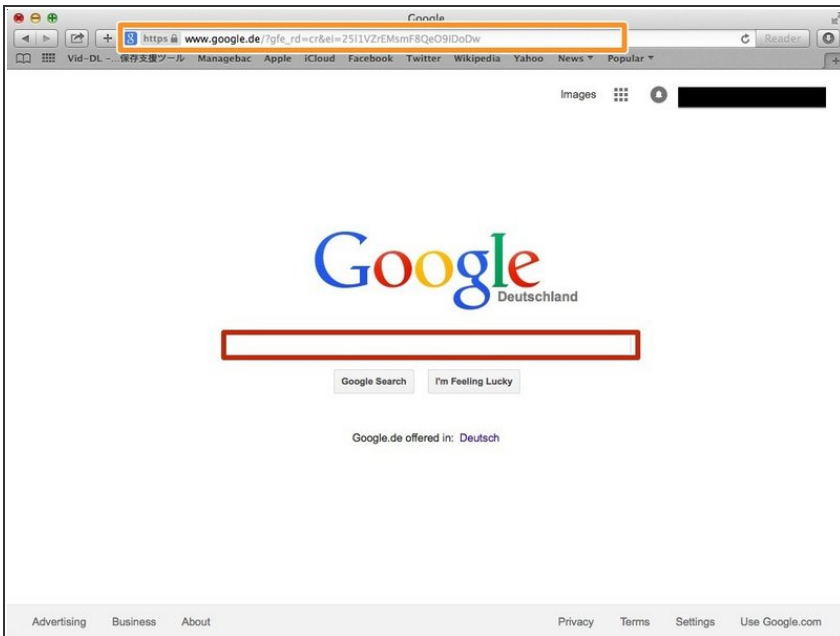 Google
https www.google.de/?gfe_rd=cr&ei=25l1VZrEMsmF8QeO9IDoDw
Reader
Vid-DL -...保存支援ツール Managebac Apple iCloud Facebook Twitter Wikipedia Yahoo News Popular
Images
Google
Deutschland
Google Search I'm Feeling Lucky
Google.de offered in: Deutsch
Advertising Business About Privacy Terms Settings Use Google.com